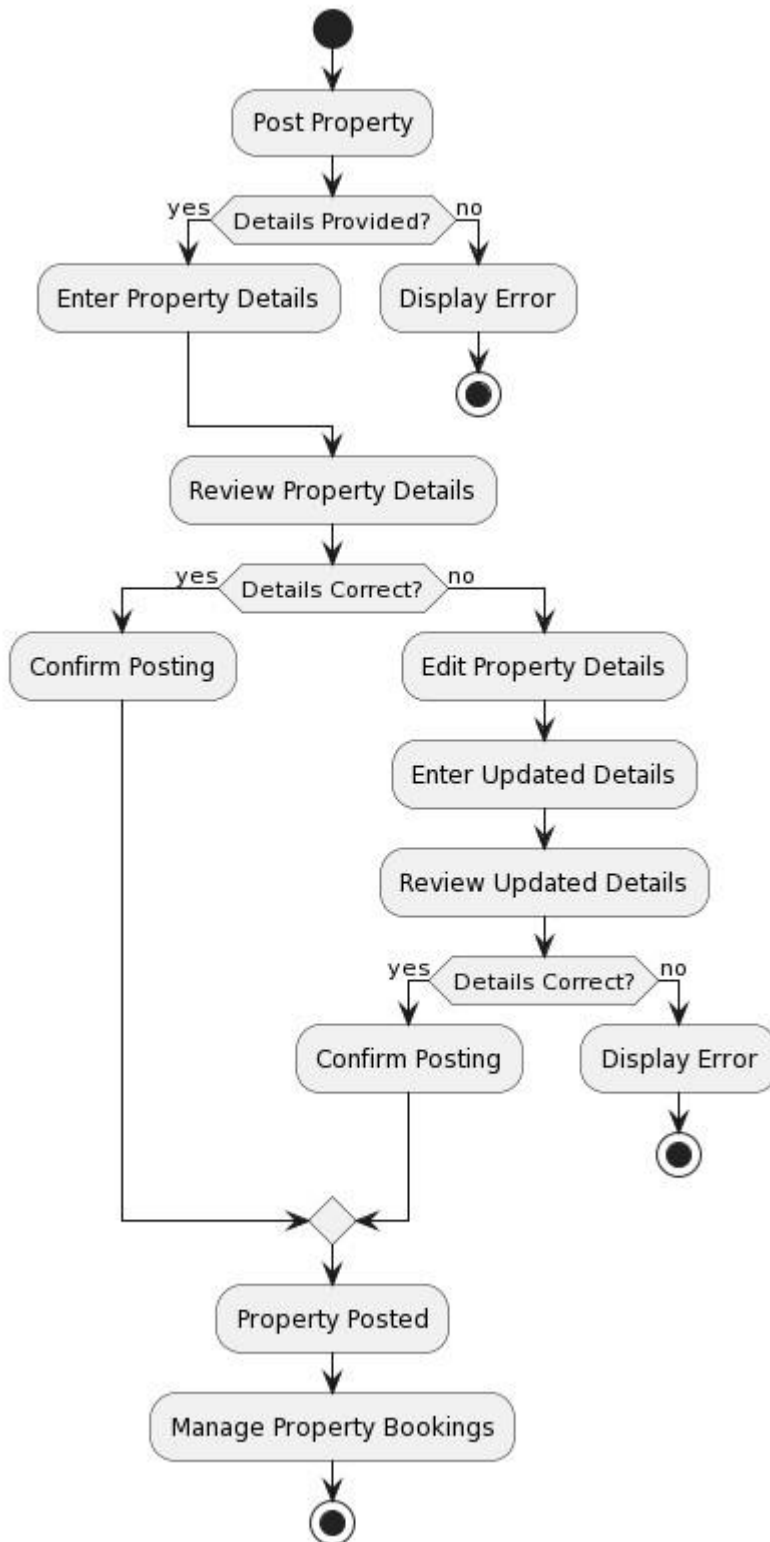 Post Property
yes
Details Provided?
no
Enter Property Details
Display Error
Review Property Details
yes
Details Correct?
no
Confirm Posting
Edit Property Details
Enter Updated Details
Review Updated Details
yes
Details Correct?
no
Confirm Posting
Display Error
Property Posted
Manage Property Bookings